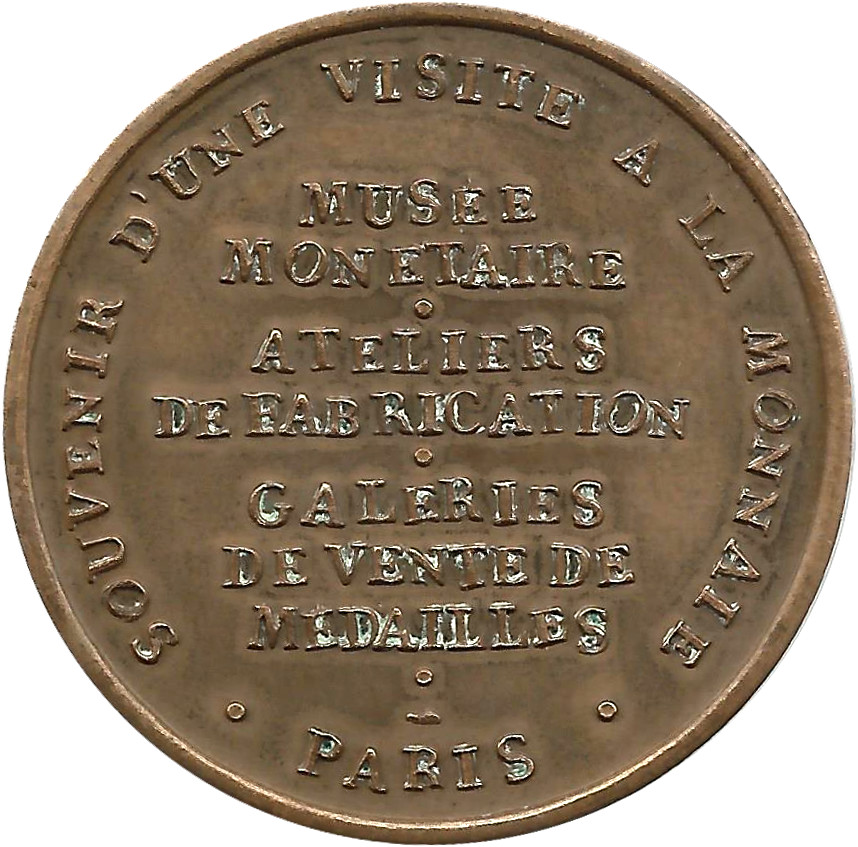 SOUVENIR D'UNE VISITE A LA MONNAIE
MUSÉE
MONETAIRE
ATELIERS
DE FABRICATION
GALERIES
DE VENTE DE
MEDAILLES
PARIS